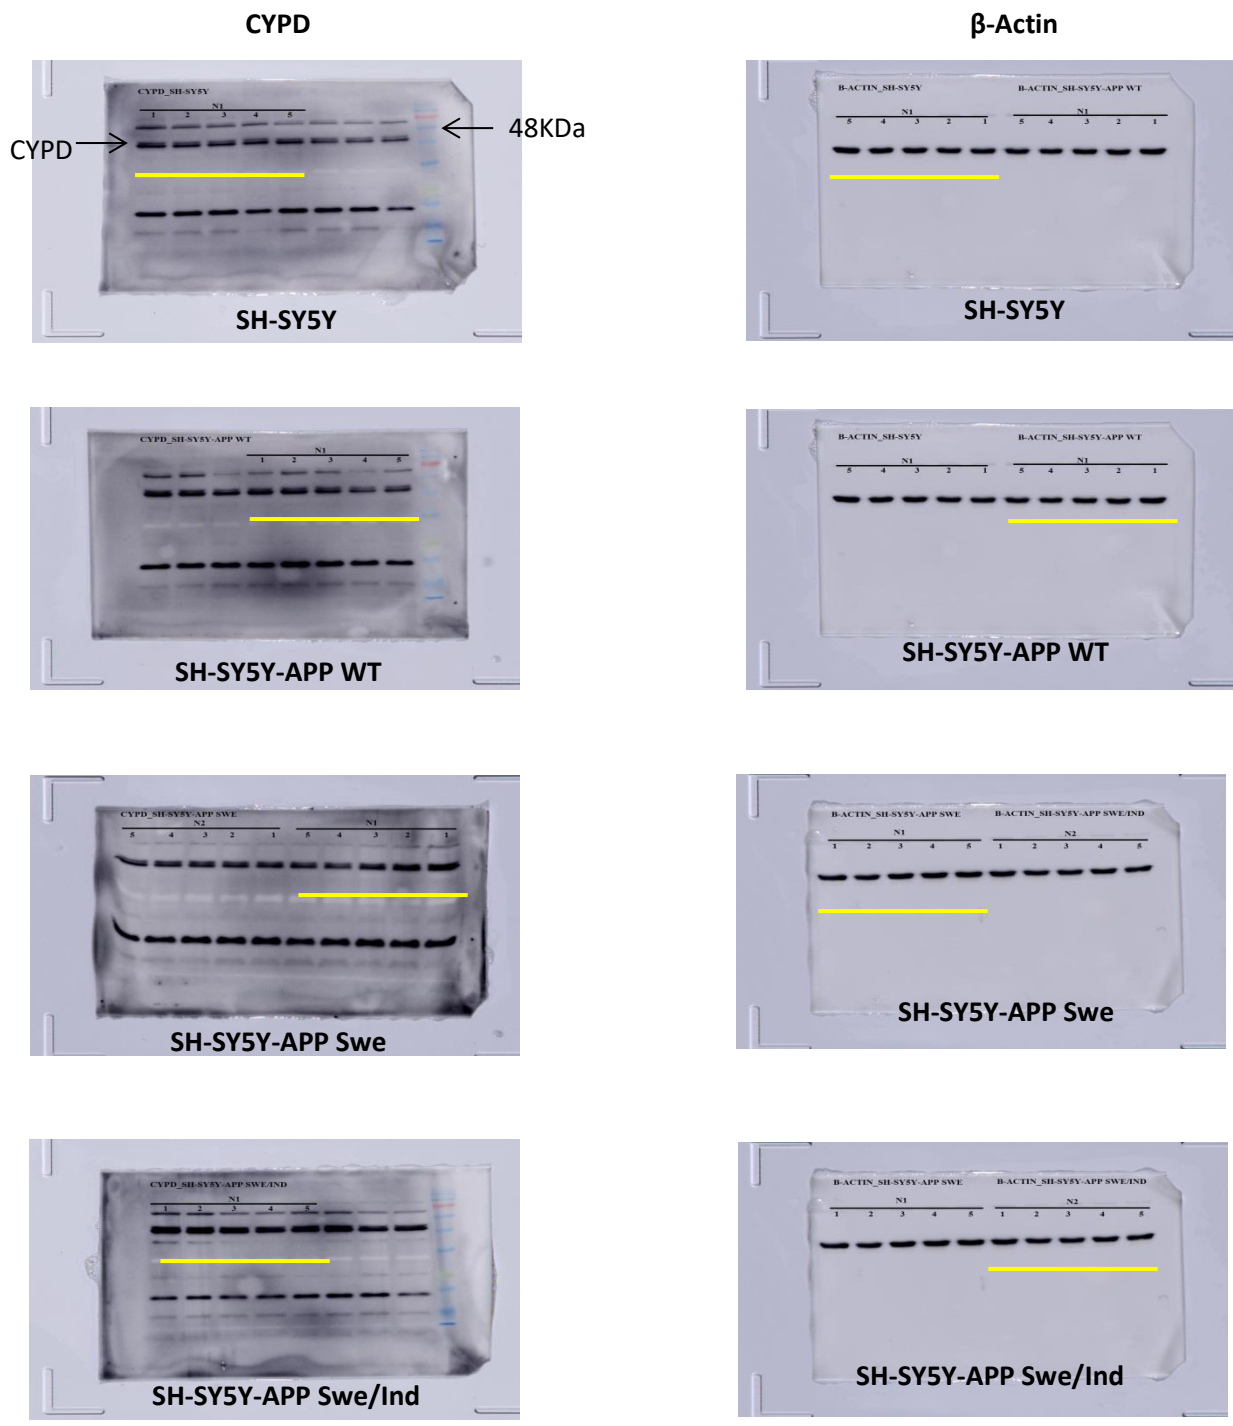 CYPD
β-Actin
CYPD_SH-SY5Y
N1
1 2 3 4 5
CYPD
48KDa
SH-SY5Y
B-ACTIN_SH-SY5Y B-ACTIN_SH-SY5Y-APP WT
N1 N1
5 4 3 2 1 5 4 3 2 1
SH-SY5Y
CYPD_SH-SY5Y-APP WT
N1
1 2 3 4 5
SH-SY5Y-APP WT
B-ACTIN_SH-SY5Y B-ACTIN_SH-SY5Y-APP WT
N1 N1
5 4 3 2 1 5 4 3 2 1
SH-SY5Y-APP WT
CYPD_SH-SY5Y-APP SWE
N2 N1
5 4 3 2 1 5 4 3 2 1
SH-SY5Y-APP Swe
B-ACTIN_SH-SY5Y-APP SWE B-ACTIN_SH-SY5Y-APP SWE/IND
N1 N2
1 2 3 4 5 1 2 3 4 5
SH-SY5Y-APP Swe
CYPD_SH-SY5Y-APP SWE/IND
N1
1 2 3 4 5
SH-SY5Y-APP Swe/Ind
B-ACTIN_SH-SY5Y-APP SWE B-ACTIN_SH-SY5Y-APP SWE/IND
N1 N2
1 2 3 4 5 1 2 3 4 5
SH-SY5Y-APP Swe/Ind